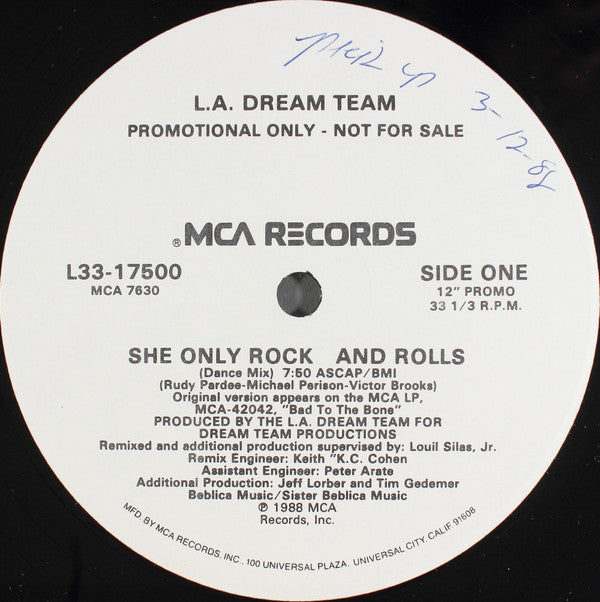 L.A. DREAM TEAM
PROMOTIONAL ONLY - NOT FOR SALE
3-12-88
® MCA RECORDS
L33-17500
MCA 7630
SIDE ONE
12" PROMO
33 1/3 R.P.M.
SHE ONLY ROCK AND ROLLS
(Dance Mix) 7:50 ASCAP/BMI
(Rudy Pardee-Michael Perison-Victor Brooks)
Original version appears on the MCA LP,
MCA-42042, "Bad To The Bone"
PRODUCED BY THE L.A. DREAM TEAM FOR
DREAM TEAM PRODUCTIONS
Remixed and additional production supervised by: Louil Silas, Jr.
Remix Engineer: Keith "K.C. Cohen
Assistant Engineer: Peter Arate
Additional Production: Jeff Lorber and Tim Gedemer
Beblica Music/Sister Beblica Music
℗ 1988 MCA
Records, Inc.
MFD. BY MCA RECORDS, INC., 100 UNIVERSAL PLAZA, UNIVERSAL CITY, CALIF. 91608